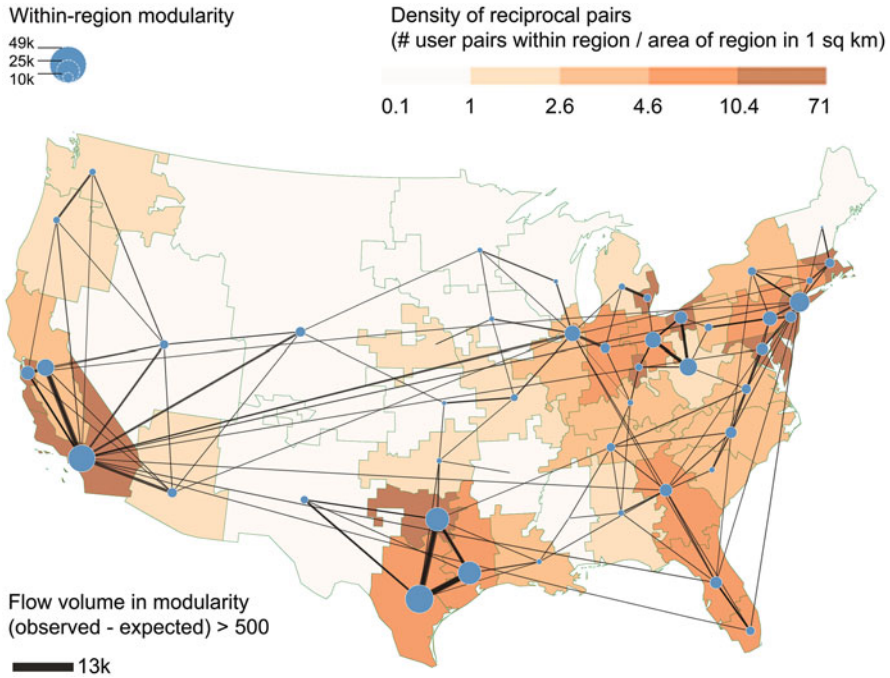 Within-region modularity
49k
25k
10k
Density of reciprocal pairs
(# user pairs within region / area of region in 1 sq km)
0.1 1 2.6 4.6 10.4 71
Flow volume in modularity
(observed - expected) > 500
13k